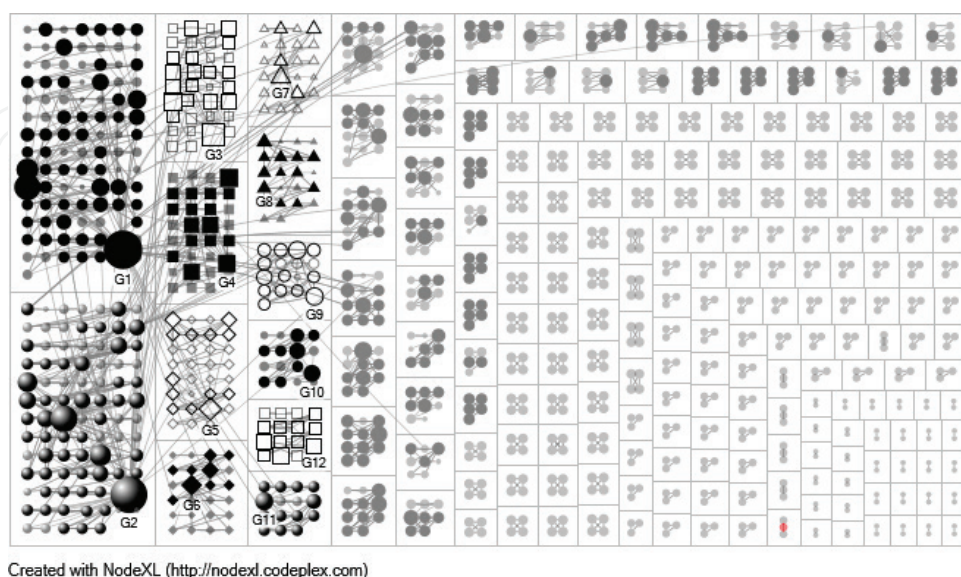 G7
G3
G8
G1
G4
G9
G10
G5
G12
G6
G2
G11
Created with NodeXL (http://nodexl.codeplex.com)